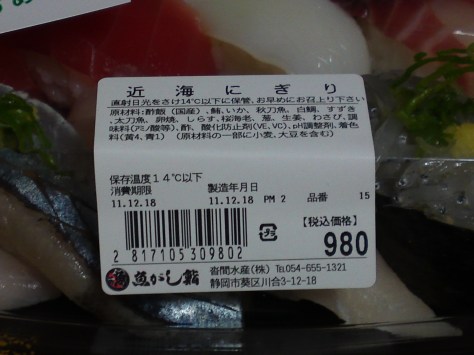 近海にぎり
直射日光をさけ14℃以下に保管、お早めにお召上り下さい
原材料:酢飯(国産)、鮪、いか、秋刀魚、白鯛、すずき
、太刀魚、卵焼、しらす、桜海老、葱、生姜、わさび、調
味料(アミノ酸等)、酢、酸化防止剤(VE,VC)、pH調整剤、着色
料(黄4、青1) (原材料の一部に小麦、大豆を含む)
保存温度14℃以下
消費期限 製造年月日
11.12.18 11.12.18 PM 2 品番 15
【税込価格】
980
2 817105 309802
プラ
魚がし鮨
沓間水産(株) ℡054-655-1321
静岡市葵区川合3-12-18